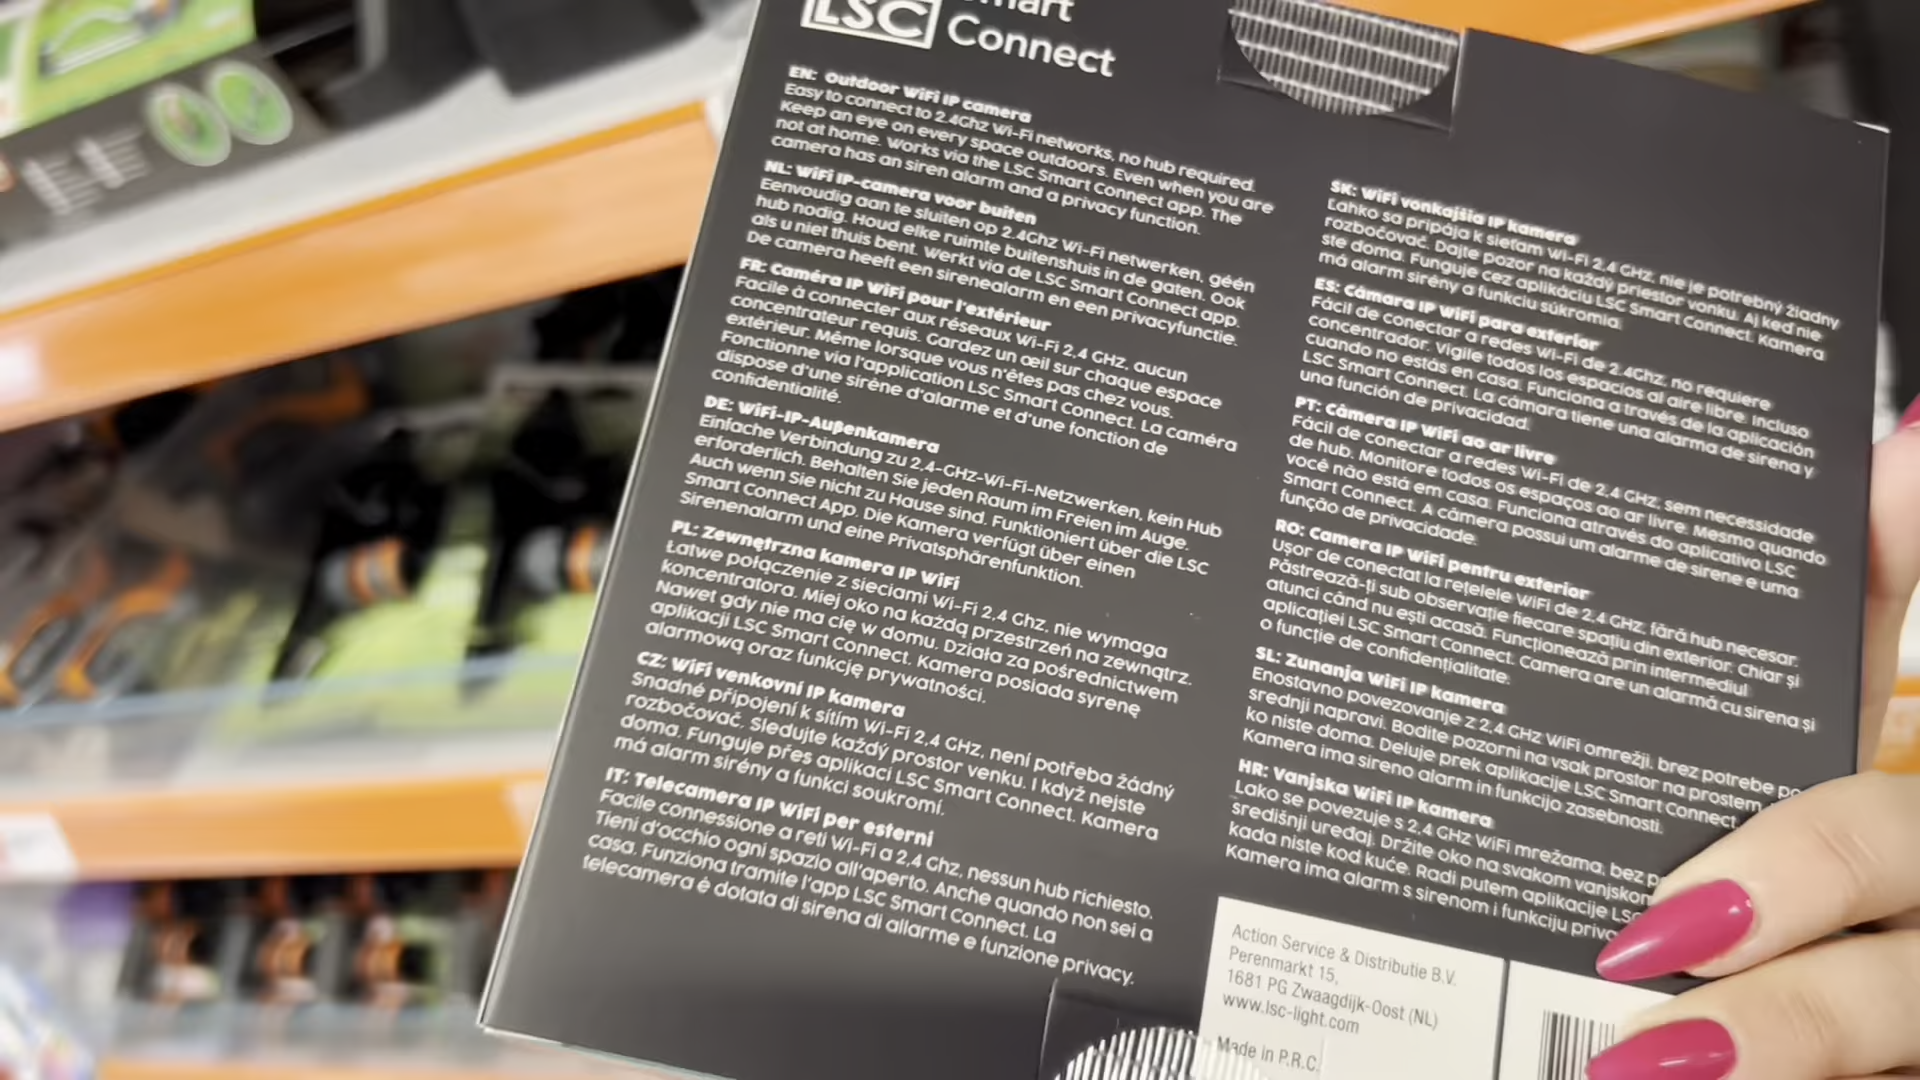 LSC
Connect
EN: Outdoor WiFi IP camera
Easy to connect to 2.4Ghz Wi-Fi networks, no hub required.
Keep an eye on every space outdoors. Even when you are
not at home. Works via the LSC Smart Connect app. The
camera has an siren alarm and a privacy function.
NL: WiFi IP-camera voor buiten
Eenvoudig aan te sluiten op 2.4Ghz Wi-Fi netwerken, géén
hub nodig. Houd elke ruimte buitenshuis in de gaten. Ook
als u niet thuis bent. Werkt via de LSC Smart Connect app.
De camera heeft een sirenealarm en een privacyfunctie.
FR: Caméra IP WiFi pour l'extérieur
Facile à connecter aux réseaux Wi-Fi 2,4 GHz, aucun
concentrateur requis. Gardez un œil sur chaque espace
extérieur. Même lorsque vous n'êtes pas chez vous.
Fonctionne via l'application LSC Smart Connect. La caméra
dispose d'une sirène d'alarme et d'une fonction de
confidentialité.
DE: WiFi-IP-Außenkamera
Einfache Verbindung zu 2,4-GHz-Wi-Fi-Netzwerken, kein Hub
erforderlich. Behalten Sie jeden Raum im Freien im Auge.
Auch wenn Sie nicht zu Hause sind. Funktioniert über die LSC
Smart Connect App. Die Kamera verfügt über einen
Sirenenalarm und eine Privatsphärenfunktion.
PL: Zewnętrzna kamera IP WiFi
Łatwe połączenie z sieciami Wi-Fi 2,4 Ghz, nie wymaga
koncentratora. Miej oko na każdą przestrzeń na zewnątrz.
Nawet gdy nie ma cię w domu. Działa za pośrednictwem
aplikacji LSC Smart Connect. Kamera posiada syrenę
alarmową oraz funkcję prywatności.
CZ: WiFi venkovní IP kamera
Snadné připojení k sítím Wi-Fi 2,4 GHz, není potřeba žádný
rozbočovač. Sledujte každý prostor venku. I když nejste
doma. Funguje přes aplikaci LSC Smart Connect. Kamera
má alarm sirény a funkci soukromí.
IT: Telecamera IP WiFi per esterni
Facile connessione a reti Wi-Fi a 2,4 Ghz, nessun hub richiesto.
Tieni d'occhio ogni spazio all'aperto. Anche quando non sei a
casa. Funziona tramite l'app LSC Smart Connect. La
telecamera è dotata di sirena di allarme e funzione privacy.
SK: WiFi vonkajšia IP kamera
Ľahko sa pripája k sieťam Wi-Fi 2,4 GHz, nie je potrebný žiadny
rozbočovač. Dajte pozor na každý priestor vonku. Aj keď nie
ste doma. Funguje cez aplikáciu LSC Smart Connect. Kamera
má alarm sirény a funkciu súkromia.
ES: Cámara IP WiFi para exterior
Fácil de conectar a redes Wi-Fi de 2.4Ghz, no requiere
concentrador. Vigile todos los espacios al aire libre. Incluso
cuando no estás en casa. Funciona a través de la aplicación
LSC Smart Connect. La cámara tiene una alarma de sirena y
una función de privacidad.
PT: Câmera IP WiFi ao ar livre
Fácil de conectar a redes Wi-Fi de 2,4 GHz, sem necessidade
de hub. Monitore todos os espaços ao ar livre. Mesmo quando
você não está em casa. Funciona através do aplicativo LSC
Smart Connect. A câmera possui um alarme de sirene e uma
função de privacidade.
RO: Camera IP WiFi pentru exterior
Ușor de conectat la rețelele WiFi de 2,4 GHz, fără hub necesar.
Păstrează-ți sub observație fiecare spațiu din exterior. Chiar și
atunci când nu ești acasă. Funcționează prin intermediul
aplicației LSC Smart Connect. Camera are un alarmă cu sirena și
o funcție de confidențialitate.
SL: Zunanja WiFi IP kamera
Enostavno povezovanje z 2,4 GHz WiFi omrežji, brez potrebe po
srednji napravi. Bodite pozorni na vsak prostor na prostem,
ko niste doma. Deluje prek aplikacije LSC Smart Connect
Kamera ima sireno alarm in funkcijo zasebnosti.
HR: Vanjska WiFi IP kamera
Lako se povezuje s 2,4 GHz WiFi mrežama, bez
središnji uređaj. Držite oko na svakom vanjskom
kada niste kod kuće. Radi putem aplikacije LSC
Kamera ima alarm s sirenom i funkciju
Action Service & Distributie B.V.
Perenmarkt 15,
1681 PG Zwaagdijk-Oost (NL)
www.lsc-light.com
Made in P.R.C.